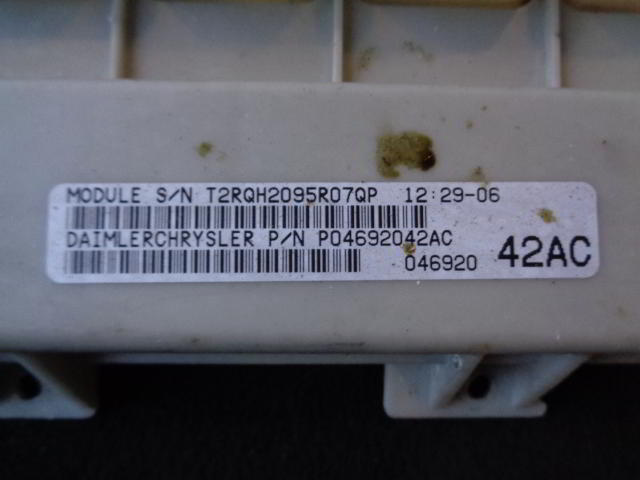 MODULE S/N T2RQH2095R07QP 12:29-06
DAIMLERCHRYSLER P/N P04692042AC
046920 42AC